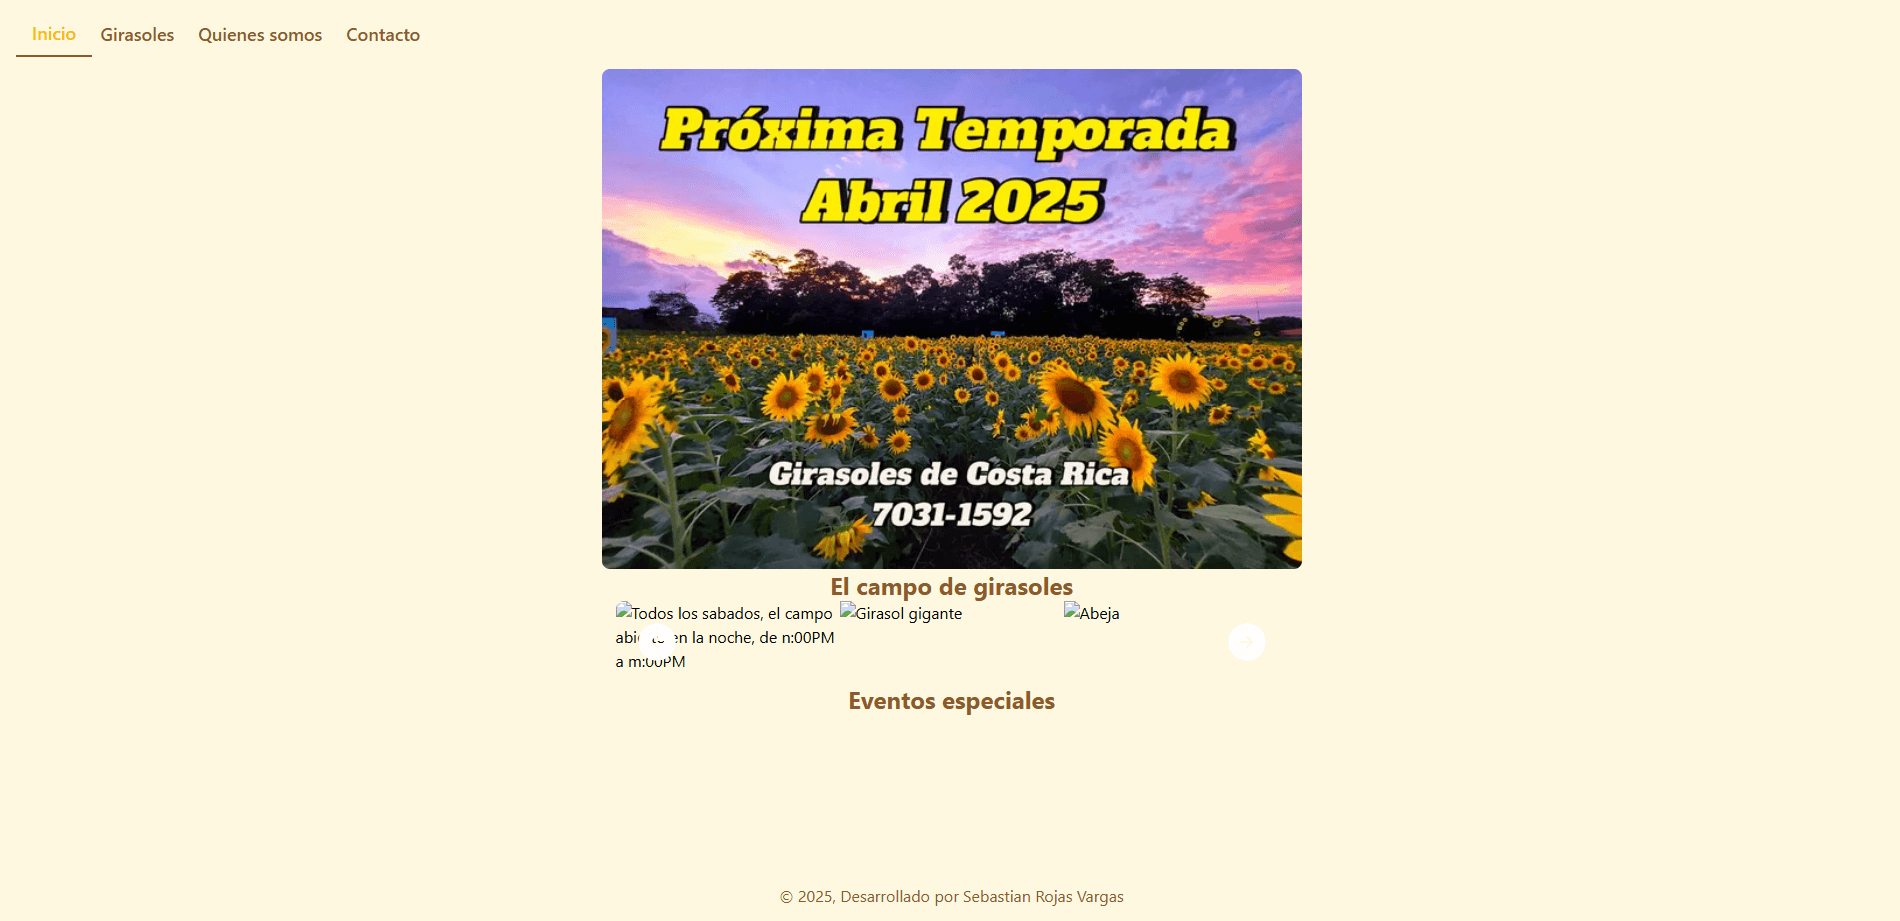 Inicio Girasoles Quienes somos Contacto
Próxima Temporada
Abril 2025
Girasoles de Costa Rica
7031-1592
El campo de girasoles
Todos los sabados, el campo
en la noche, de n:00PM
a m:00PM
Girasol gigante
Abeja
Eventos especiales
© 2025, Desarrollado por Sebastian Rojas Vargas